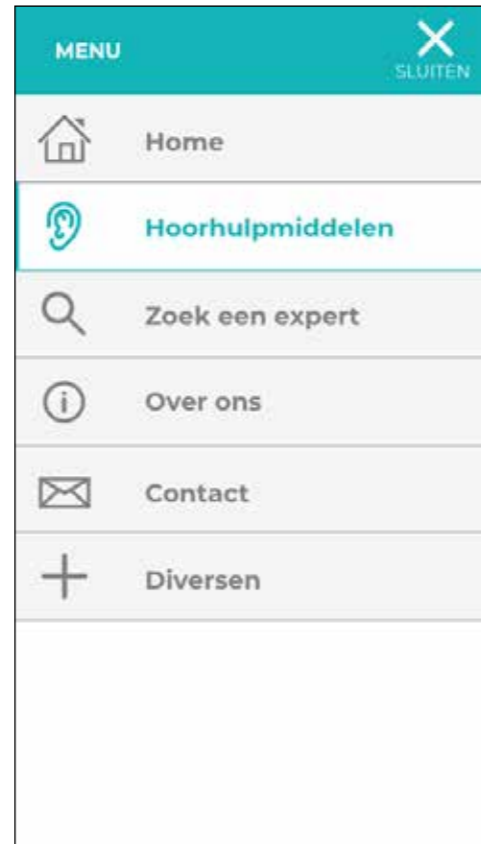 MENU
SLUITEN
Home
Hoorhulpmiddelen
Zoek een expert
Over ons
Contact
Diversen